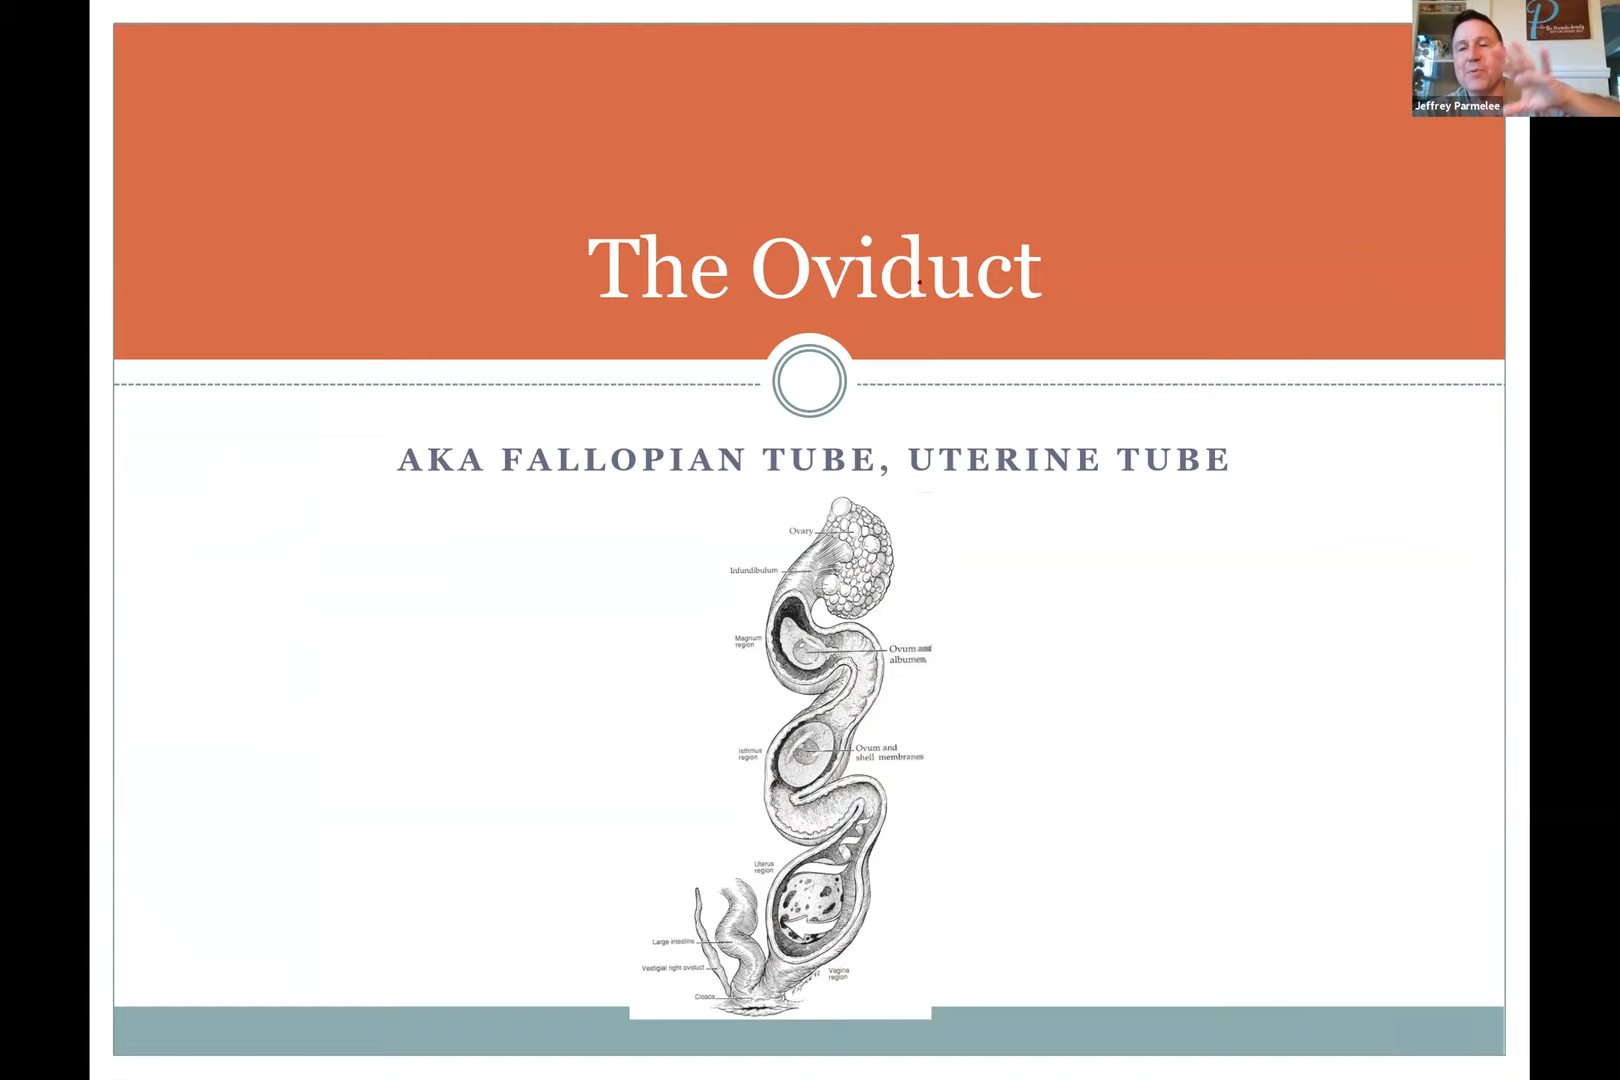 Jeffrey Parmelee
The Oviduct
AKA FALLOPIAN TUBE, UTERINE TUBE
Ovary
Infundibulum
Magnum
region
Ovum and
albumen
Isthmus
region
Ovum and
shell membranes
Uterus
region
Large intestine
Vestigial right oviduct
Vagina
region
Cloaca